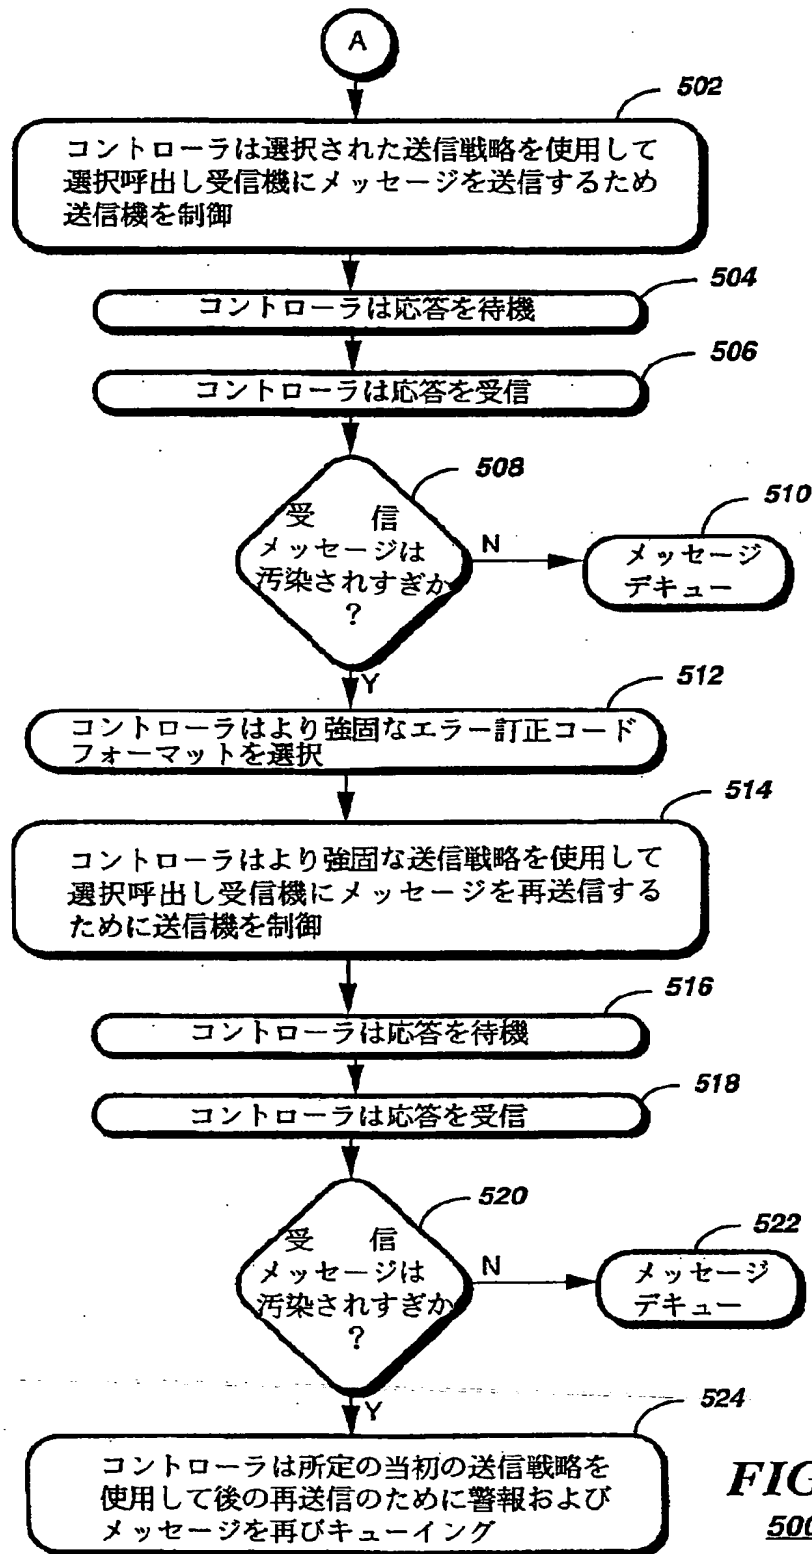 A
502
コントローラは選択された送信戦略を使用して
選択呼出し受信機にメッセージを送信するため
送信機を制御
504
コントローラは応答を待機
506
コントローラは応答を受信
508
受 信
メッセージは
汚染されすぎか
?
N
510
メッセージ
デキュー
Y
512
コントローラはより強固なエラー訂正コード
フォーマットを選択
514
コントローラはより強固な送信戦略を使用して
選択呼出し受信機にメッセージを再送信する
ために送信機を制御
516
コントローラは応答を待機
518
コントローラは応答を受信
520
受 信
メッセージは
汚染されすぎか
?
N
522
メッセージ
デキュー
Y
524
コントローラは所定の当初の送信戦略を
使用して後の再送信のために警報および
メッセージを再びキューイング
FIG
500